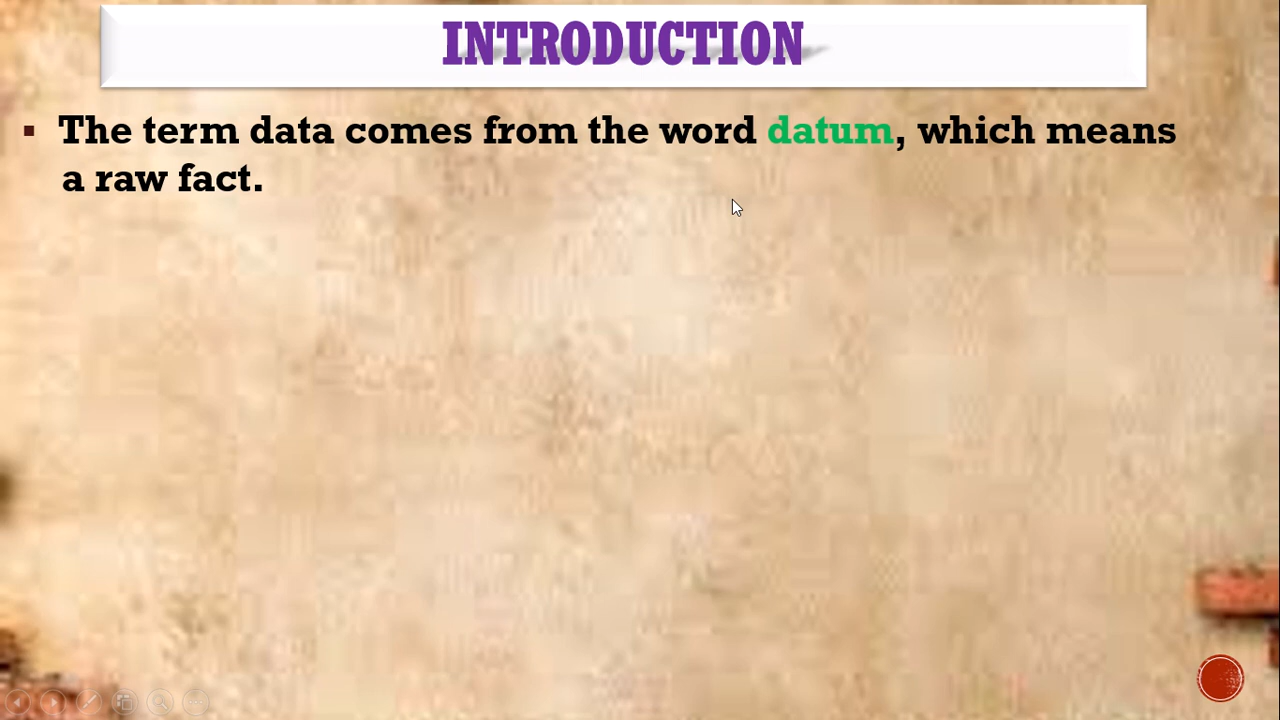 INTRODUCTION
▪ The term data comes from the word datum, which means
a raw fact.